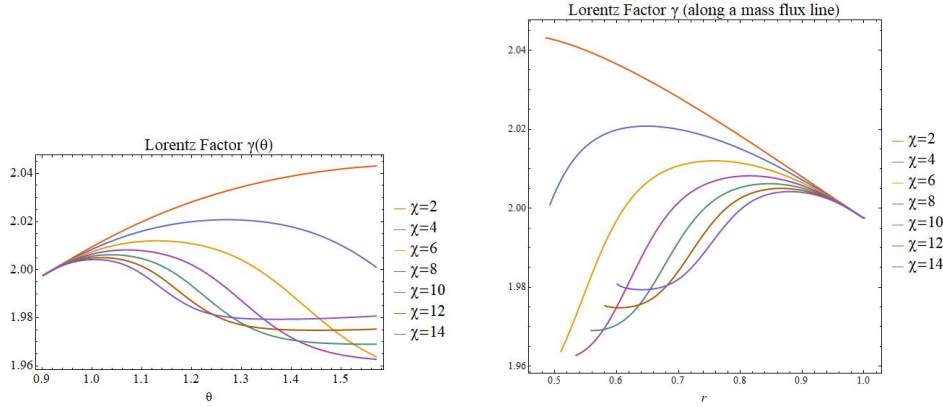 Lorentz Factor γ(θ)
2.04
2.02
2.00
1.98
1.96
0.9 1.0 1.1 1.2 1.3 1.4 1.5
θ
χ=2
χ=4
χ=6
χ=8
χ=10
χ=12
χ=14
Lorentz Factor γ (along a mass flux line)
2.04
2.02
2.00
1.98
1.96
0.5 0.6 0.7 0.8 0.9 1.0
r
χ=2
χ=4
χ=6
χ=8
χ=10
χ=12
χ=14